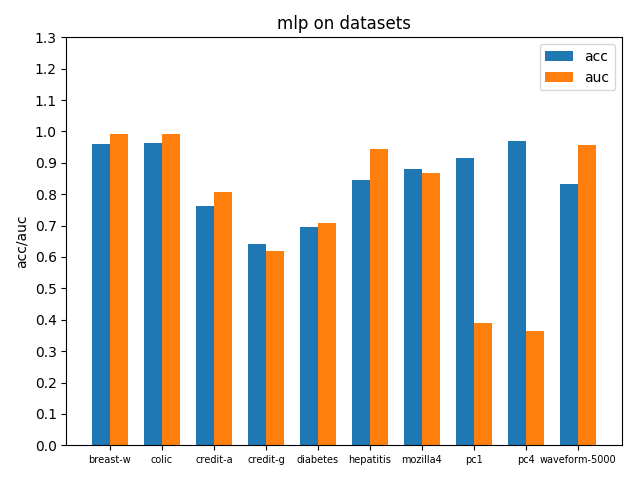 mlp on datasets
acc
auc
acc/auc
1.3
1.2
1.1
1.0
0.9
0.8
0.7
0.6
0.5
0.4
0.3
0.2
0.1
0.0
breast-w colic credit-a credit-g diabetes hepatitis mozilla4 pc1 pc4 waveform-5000